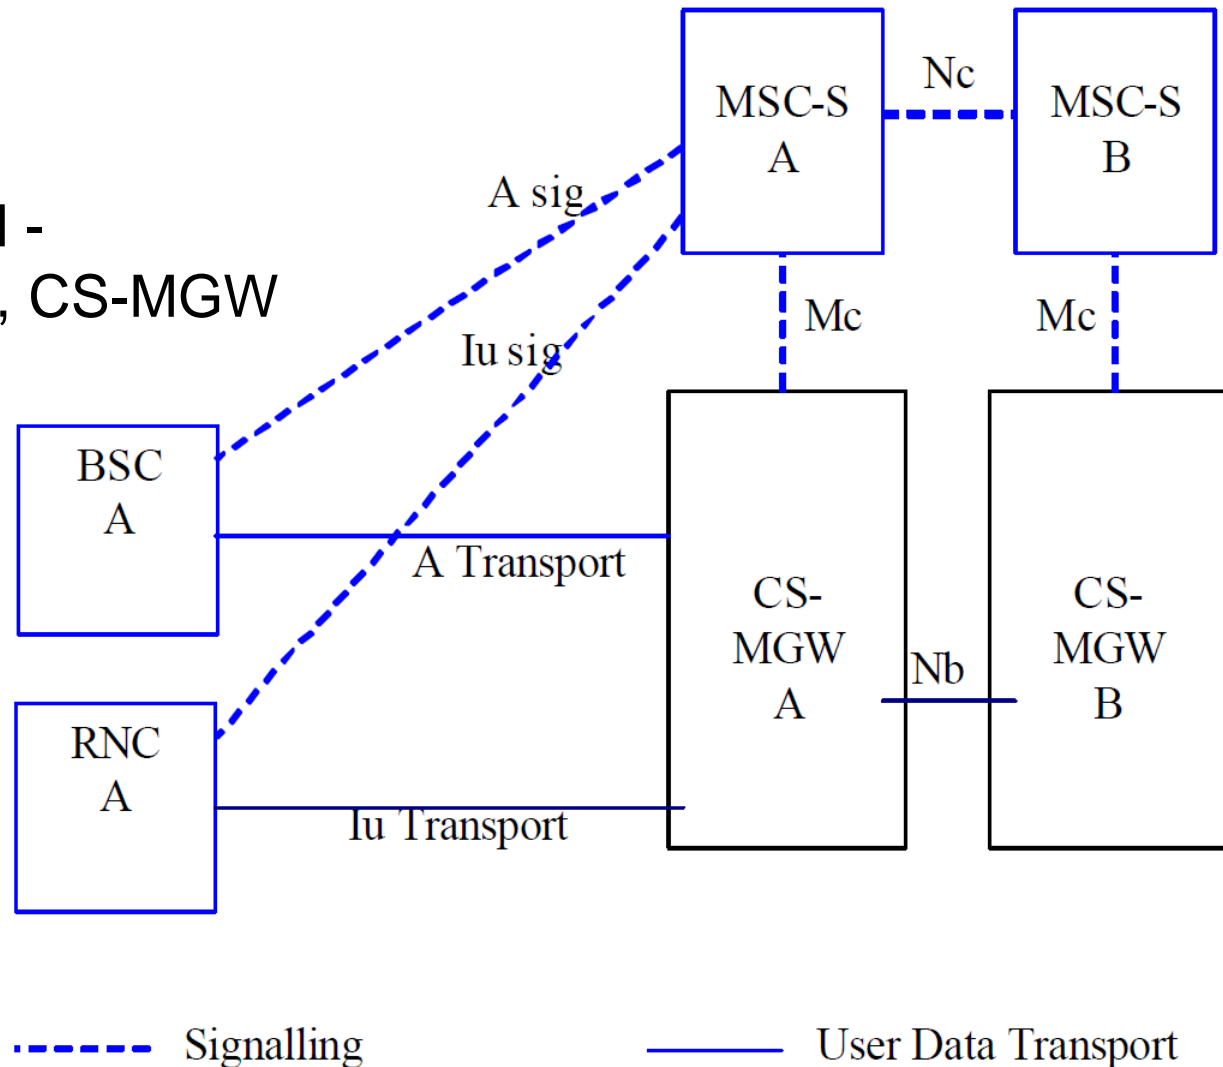 MSC-S
A
Nc
MSC-S
B
A sig
-
, CS-MGW
Mc
Mc
Iu sig
BSC
A
A Transport
CS-
MGW
A
Nb
CS-
MGW
B
RNC
A
Iu Transport
Signalling
User Data Transport